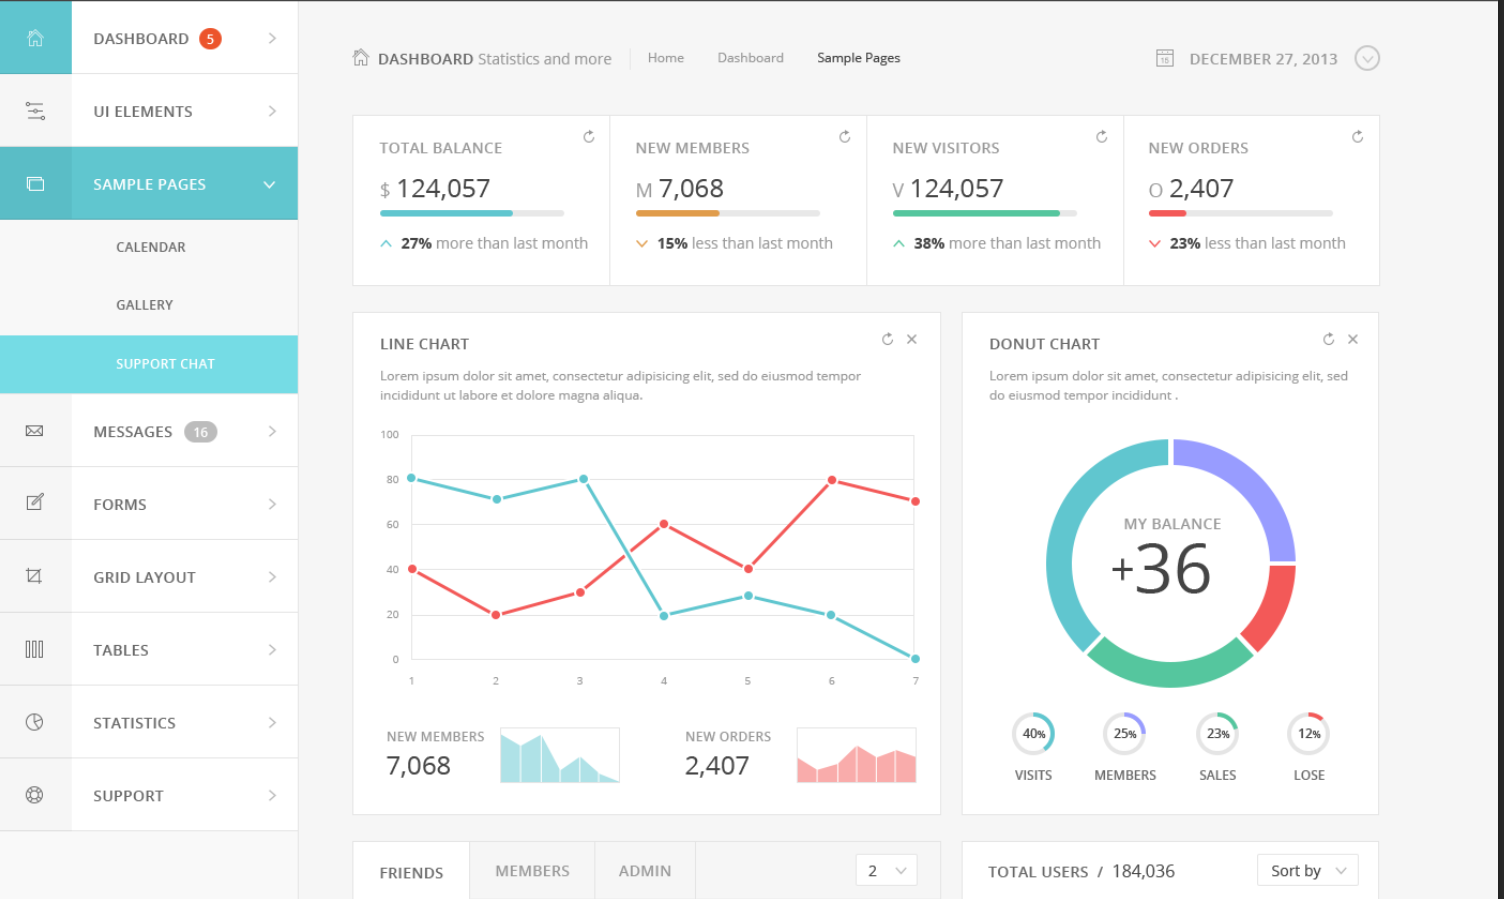 DASHBOARD 5
UI ELEMENTS
SAMPLE PAGES
CALENDAR
GALLERY
SUPPORT CHAT
MESSAGES 16
FORMS
GRID LAYOUT
TABLES
STATISTICS
SUPPORT
DASHBOARD Statistics and more
Home
Dashboard
Sample Pages
15
DECEMBER 27, 2013
TOTAL BALANCE
$ 124,057
27% more than last month
NEW MEMBERS
M 7,068
15% less than last month
NEW VISITORS
V 124,057
38% more than last month
NEW ORDERS
O 2,407
23% less than last month
LINE CHART
Lorem ipsum dolor sit amet, consectetur adipisicing elit, sed do eiusmod tempor
incididunt ut labore et dolore magna aliqua.
100
80
60
40
20
0
1 2 3 4 5 6 7
NEW MEMBERS
7,068
NEW ORDERS
2,407
DONUT CHART
Lorem ipsum dolor sit amet, consectetur adipisicing elit, sed
do eiusmod tempor incididunt .
MY BALANCE
+36
40%
VISITS
25%
MEMBERS
23%
SALES
12%
LOSE
FRIENDS
MEMBERS
ADMIN
2
TOTAL USERS / 184,036
Sort by